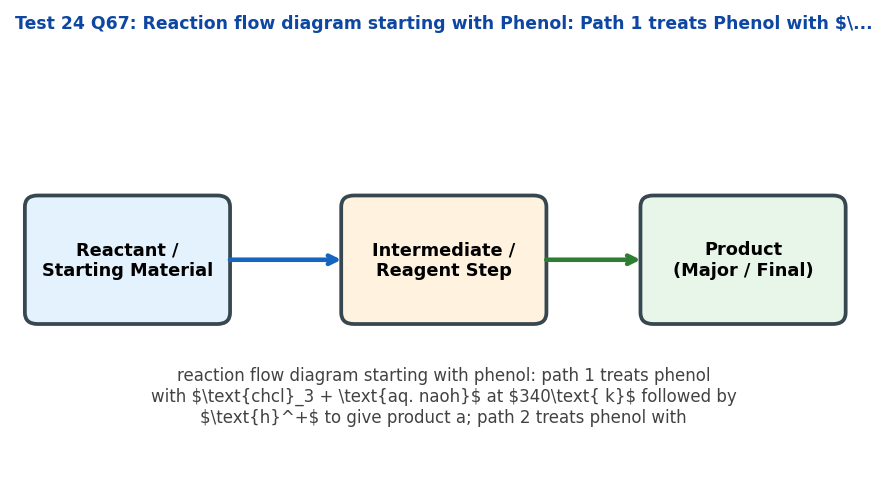 Test 24 Q67: Reaction flow diagram starting with Phenol: Path 1 treats Phenol with $\...
Reactant /
Starting Material
Intermediate /
Reagent Step
Product
(Major / Final)
reaction flow diagram starting with phenol: path 1 treats phenol
with $\text{chcl}_3 + \text{aq. naoh}$ at $340\text{ k}$ followed by
$\text{h}^+$ to give product a; path 2 treats phenol with